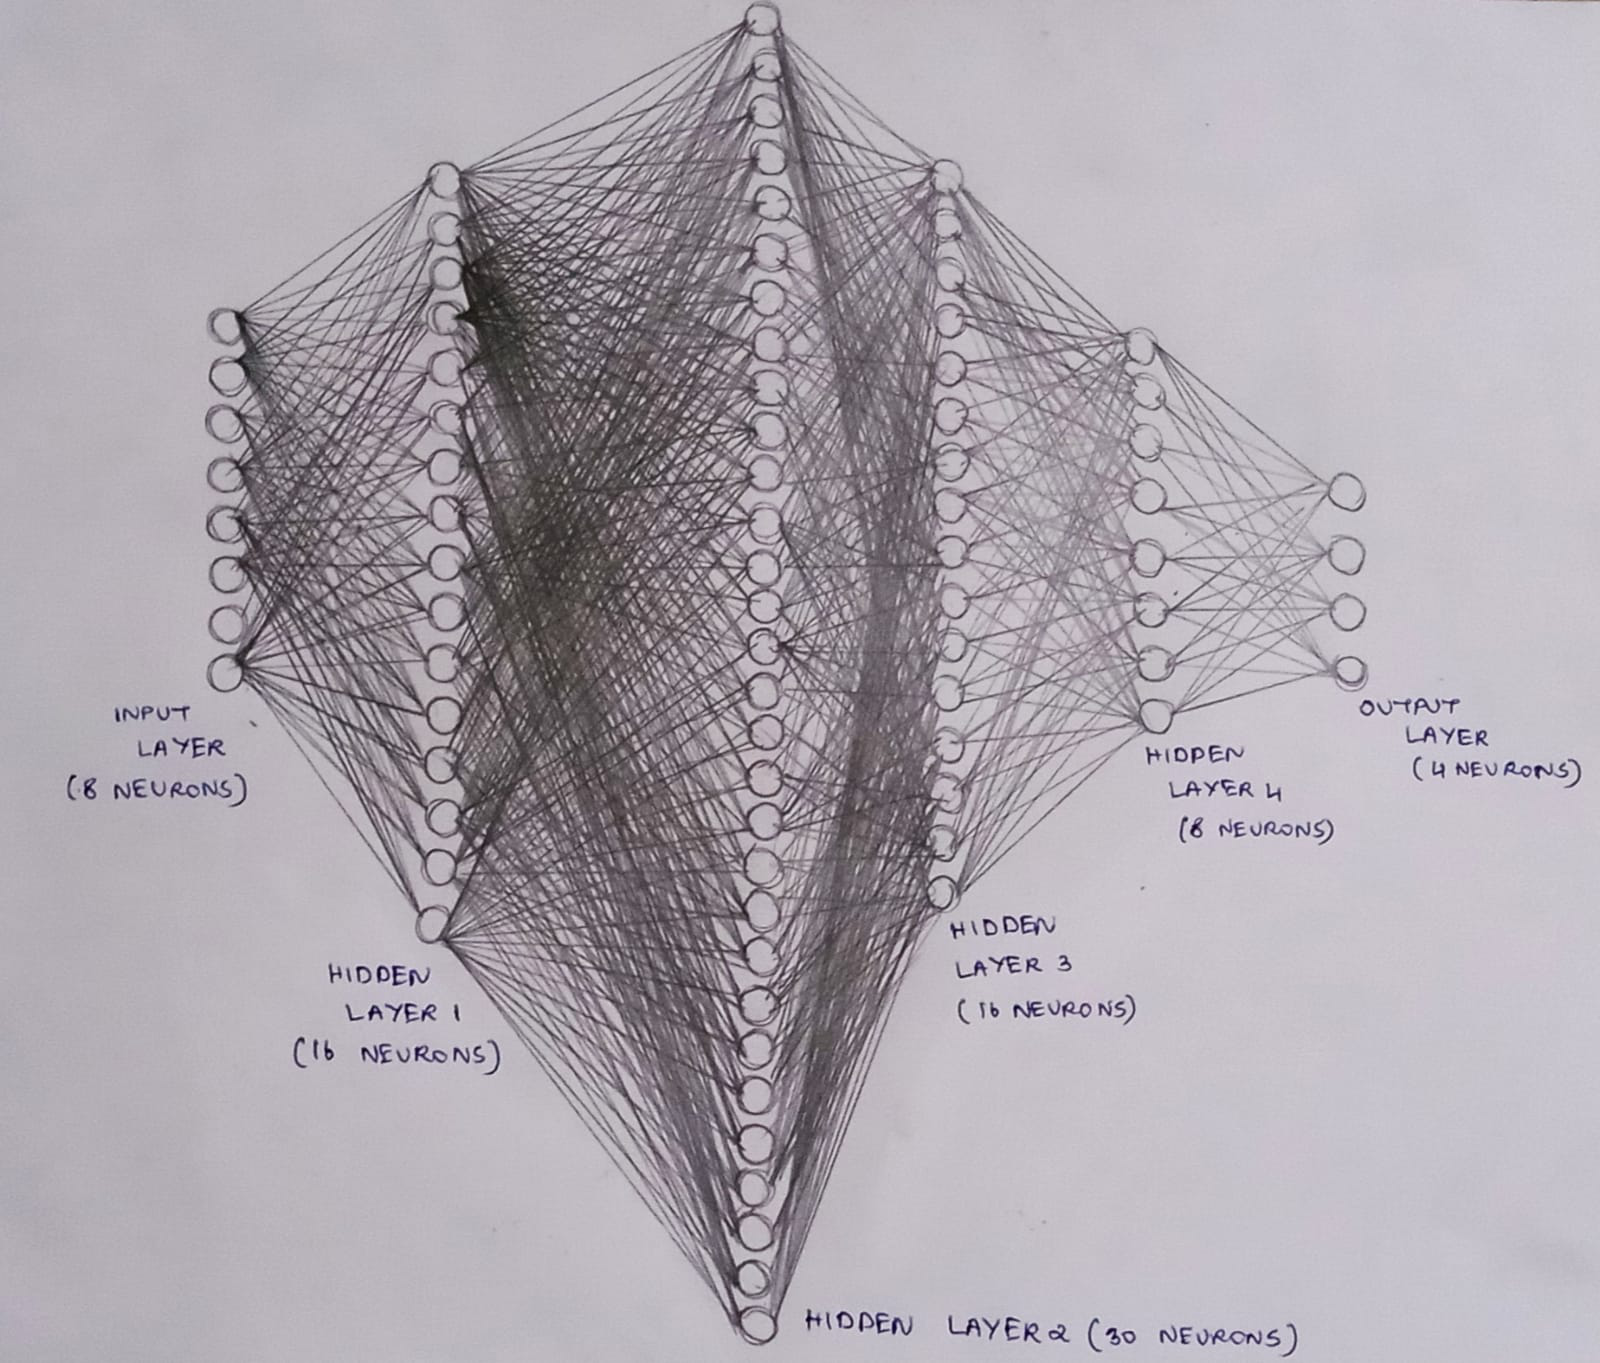 INPUT
LAYER
(8 NEURONS)
HIDDEN
LAYER 1
(16 NEURONS)
HIDDEN LAYER 2 (30 NEURONS)
HIDDEN
LAYER 3
(16 NEURONS)
HIDDEN
LAYER 4
(8 NEURONS)
OUTPUT
LAYER
(4 NEURONS)